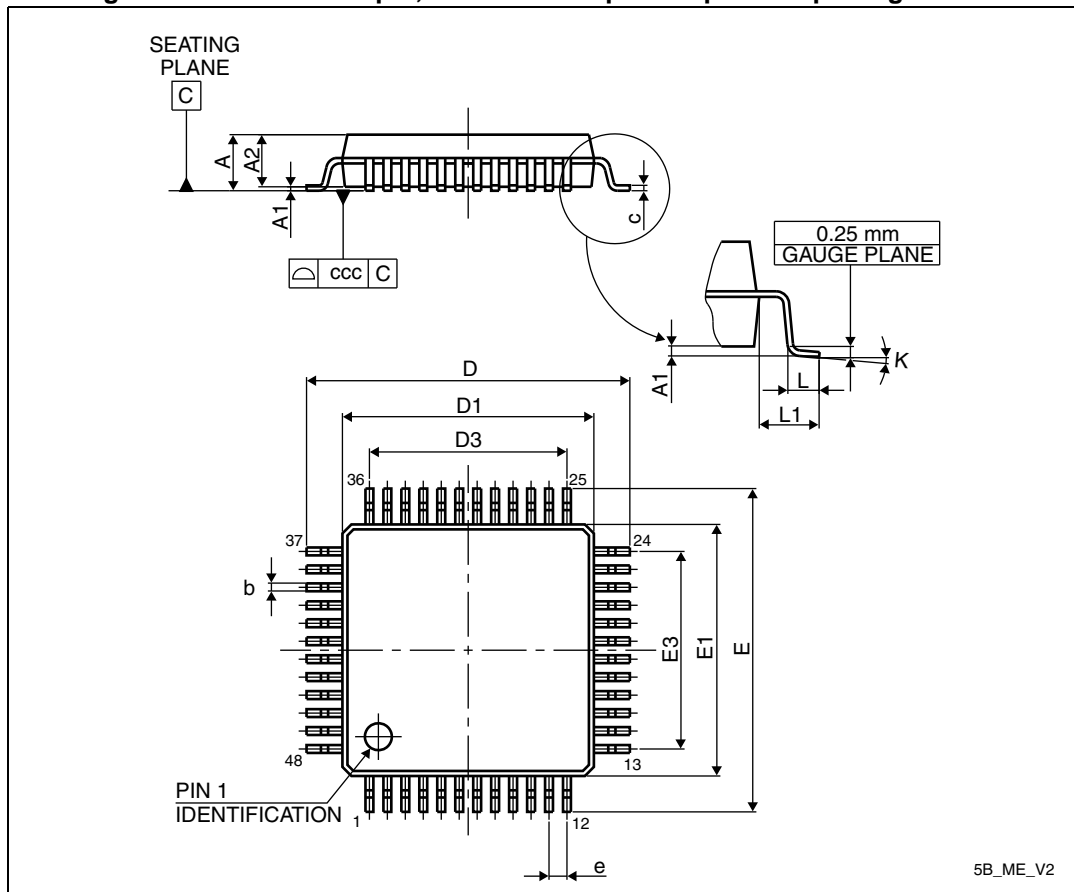 SEATING
PLANE
C
A
A2
A1
c
ccc C
0.25 mm
GAUGE PLANE
A1
K
L
L1
D
D1
D3
36
25
37
24
b
E3
E1
E
48
13
PIN 1
IDENTIFICATION
1
12
e
5B_ME_V2